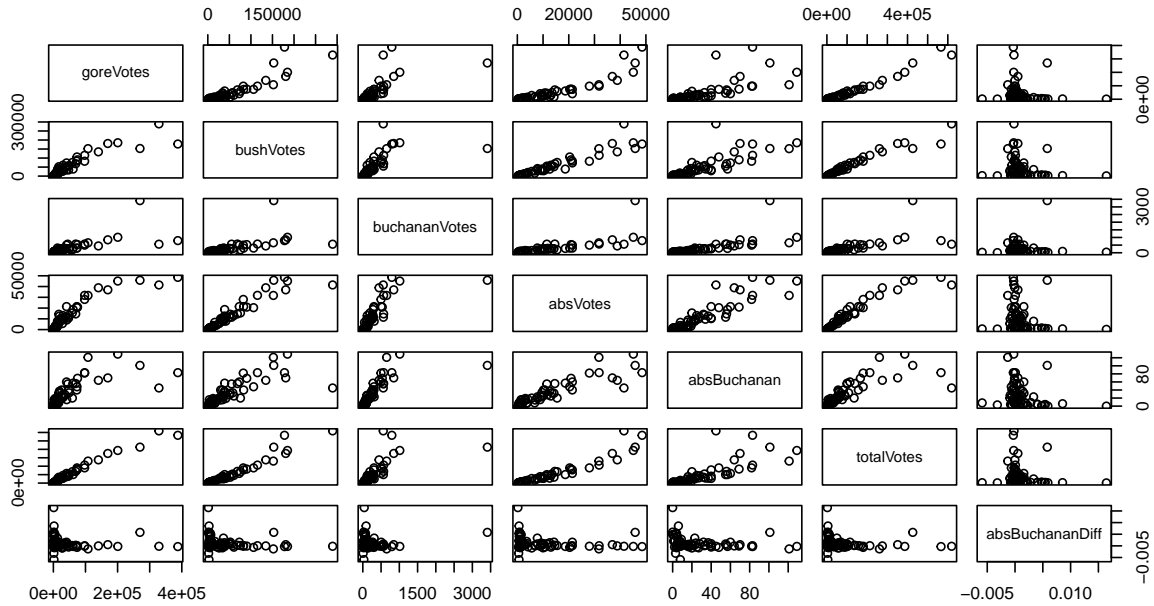 0 150000 0 20000 50000 0e+00 4e+05
goreVotes
0e+00
0 300000
bushVotes
buchananVotes
0 3000
0 50000
absVotes
absBuchanan
0 80
0e+00
totalVotes
absBuchananDiff
−0.005
0e+00 2e+05 4e+05 0 1500 3000 0 40 80 −0.005 0.010